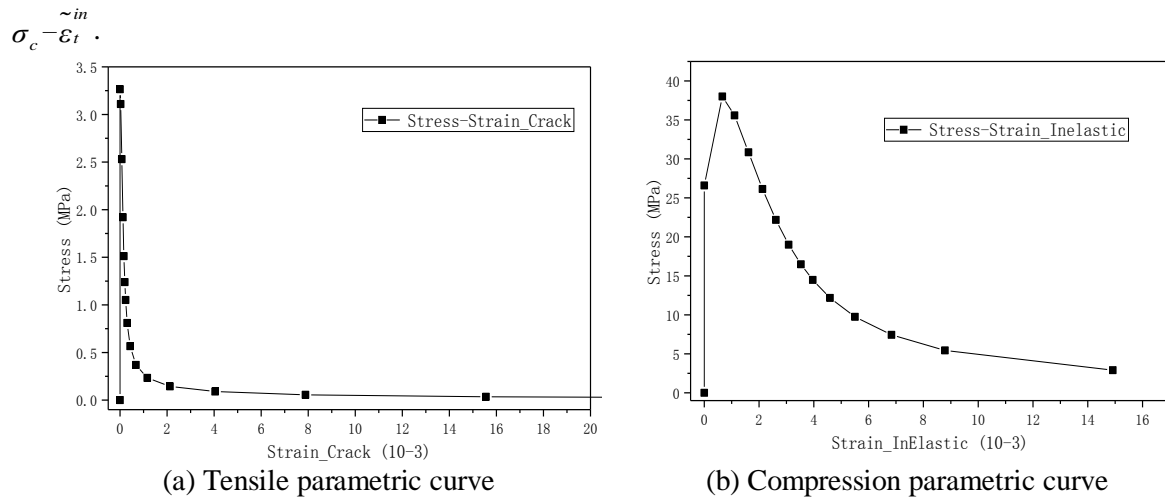 σc−ε̃tⁱⁿ .
3.5
3.0
2.5
2.0
1.5
1.0
0.5
0.0
Stress (MPa)
Stress-Strain_Crack
0 2 4 6 8 10 12 14 16 18 20
Strain_Crack (10-3)
(a) Tensile parametric curve
40
35
30
25
20
15
10
5
0
Stress (MPa)
Stress-Strain_Inelastic
0 2 4 6 8 10 12 14 16
Strain_InElastic (10-3)
(b) Compression parametric curve